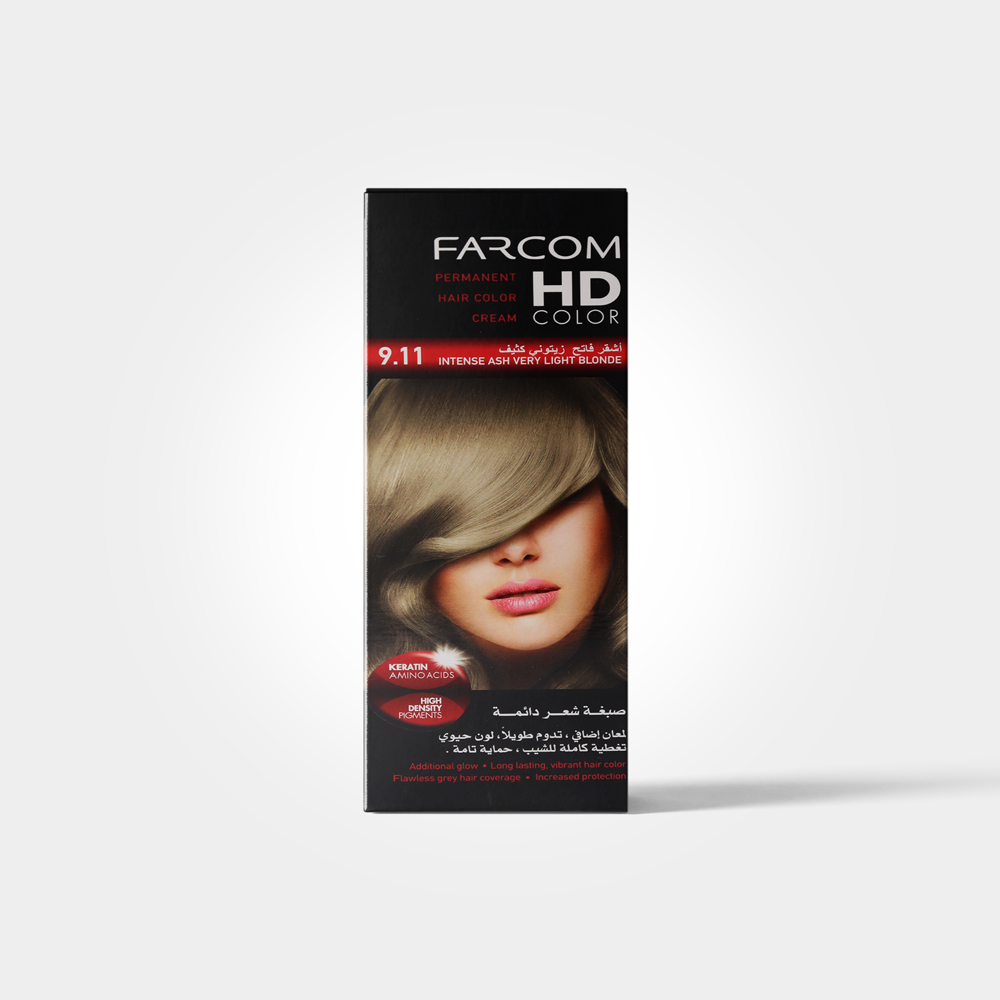 FARCOM
PERMANENT
HAIR COLOR
CREAM
HD
COLOR
9.11
أشقر فاتح زيتوني كثيف
INTENSE ASH VERY LIGHT BLONDE
KERATIN
AMINO ACIDS
HIGH
DENSITY
PIGMENTS
صبغة شعر دائمة
لمعان إضافي ، تدوم طويلاً، لون حيوي
تغطية كاملة للشيب ، حماية تامة .
Additional glow • Long lasting, vibrant hair color
Flawless grey hair coverage • Increased protection